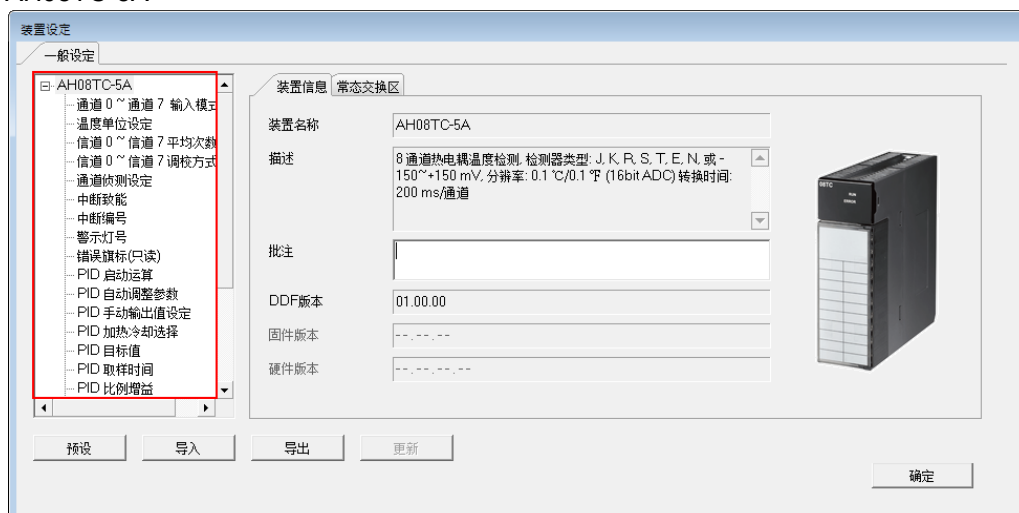 装置设定
一般设定
AH08TC-5A
通道 0 ~ 通道 7 输入模式
温度单位设定
信道 0 ~ 信道 7 平均次数
信道 0 ~ 信道 7 调校方式
通道侦测设定
中断致能
中断编号
警示灯号
错误旗标(只读)
PID 启动运算
PID 自动调整参数
PID 手动输出值设定
PID 加热冷却选择
PID 目标值
PID 取样时间
PID 比例增益
装置信息 常态交换区
装置名称 AH08TC-5A
描述 8 通道热电耦温度检测, 检测器类型: J, K, R, S, T, E, N, 或 -
150~+150 mV, 分辨率: 0.1 ℃/0.1 ℉ (16bit ADC) 转换时间:
200 ms/通道
批注
DDF版本 01.00.00
固件版本 --.--.--
硬件版本 --.--.--.--
08TC
RUN
ERROR
预设 导入 导出 更新
确定